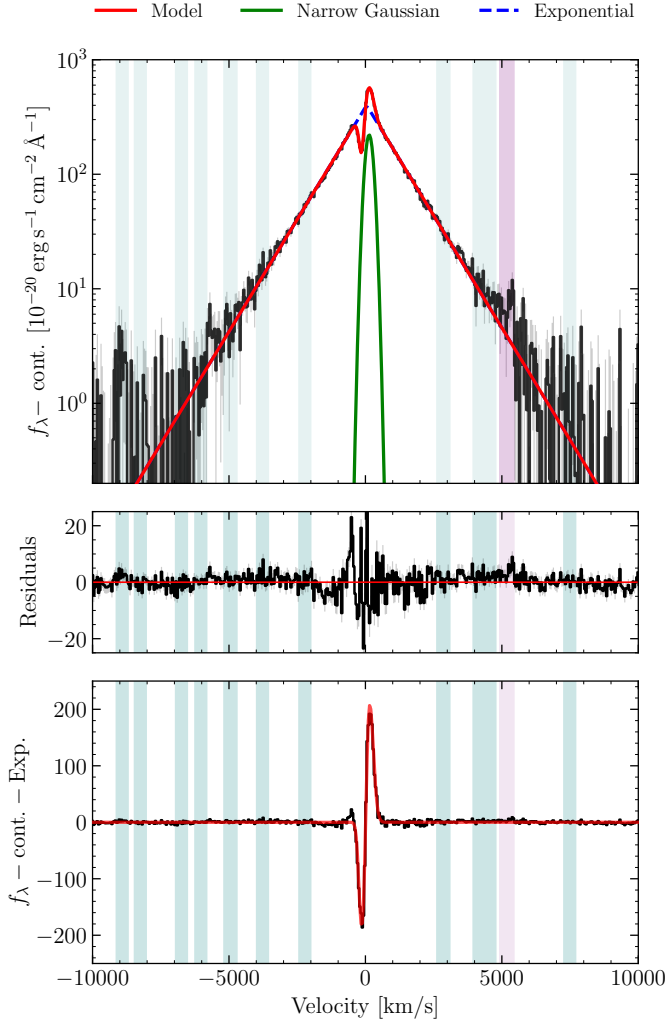 Model Narrow Gaussian Exponential
10³
10²
10¹
10⁰
f_λ − cont. [10⁻²⁰ erg s⁻¹ cm⁻² Å⁻¹]
20
0
−20
Residuals
200
100
0
−100
−200
f_λ − cont. − Exp.
−10000 −5000 0 5000 10000
Velocity [km/s]